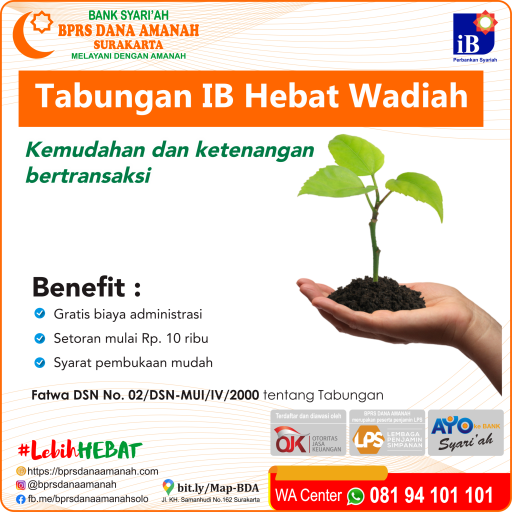 BANK SYARI'AH
BPRS DANA AMANAH
SURAKARTA
MELAYANI DENGAN AMANAH
iB
Perbankan Syariah
Tabungan IB Hebat Wadiah
Kemudahan dan ketenangan
bertransaksi
Benefit :
Gratis biaya administrasi
Setoran mulai Rp. 10 ribu
Syarat pembukaan mudah
Fatwa DSN No. 02/DSN-MUI/IV/2000 tentang Tabungan
Terdaftar dan diawasi oleh
OJK
OTORITAS
JASA
KEUANGAN
BPRS DANA AMANAH
merupakan peserta penjaminan LPS
LPS
LEMBAGA
PENJAMIN
SIMPANAN
AYO ke BANK
Syari'ah
#LebihHEBAT
https://bprsdanaamanah.com
@bprsdanaamanah
fb.me/bprsdanaamanahsolo
bit.ly/Map-BDA
Jl. KH. Samanhudi No.162 Surakarta
WA Center 081 94 101 101